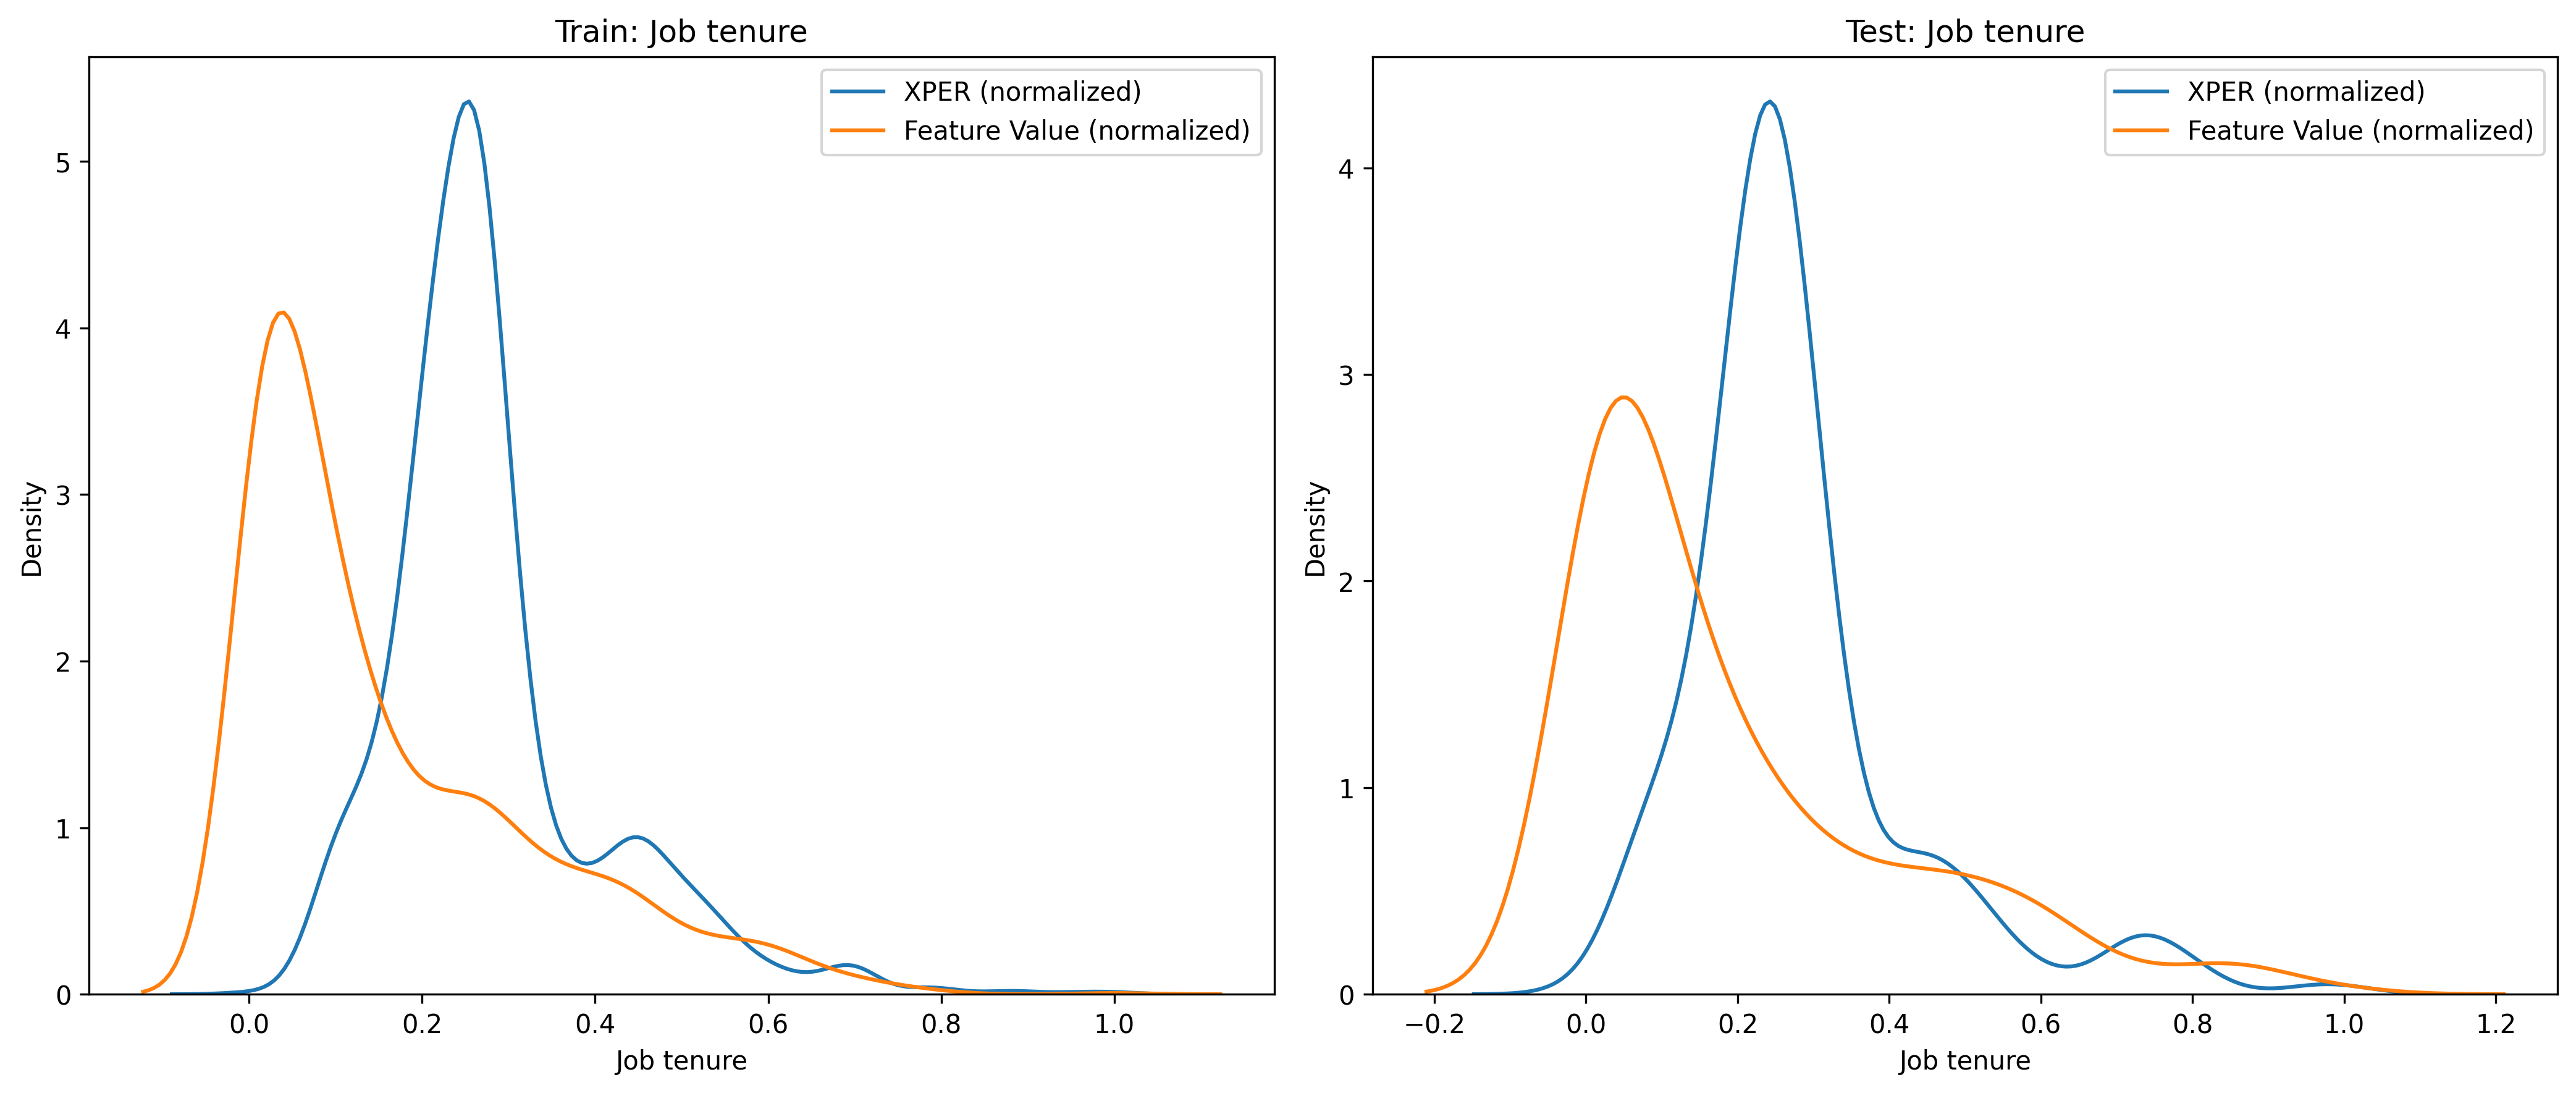 Train: Job tenure
XPER (normalized)
Feature Value (normalized)
Density
5
4
3
2
1
0
0.0 0.2 0.4 0.6 0.8 1.0
Job tenure
Test: Job tenure
XPER (normalized)
Feature Value (normalized)
Density
4
3
2
1
0
−0.2 0.0 0.2 0.4 0.6 0.8 1.0 1.2
Job tenure